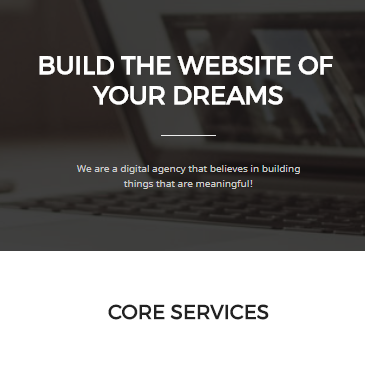 BUILD THE WEBSITE OF
YOUR DREAMS
We are a digital agency that believes in building
things that are meaningful!
CORE SERVICES